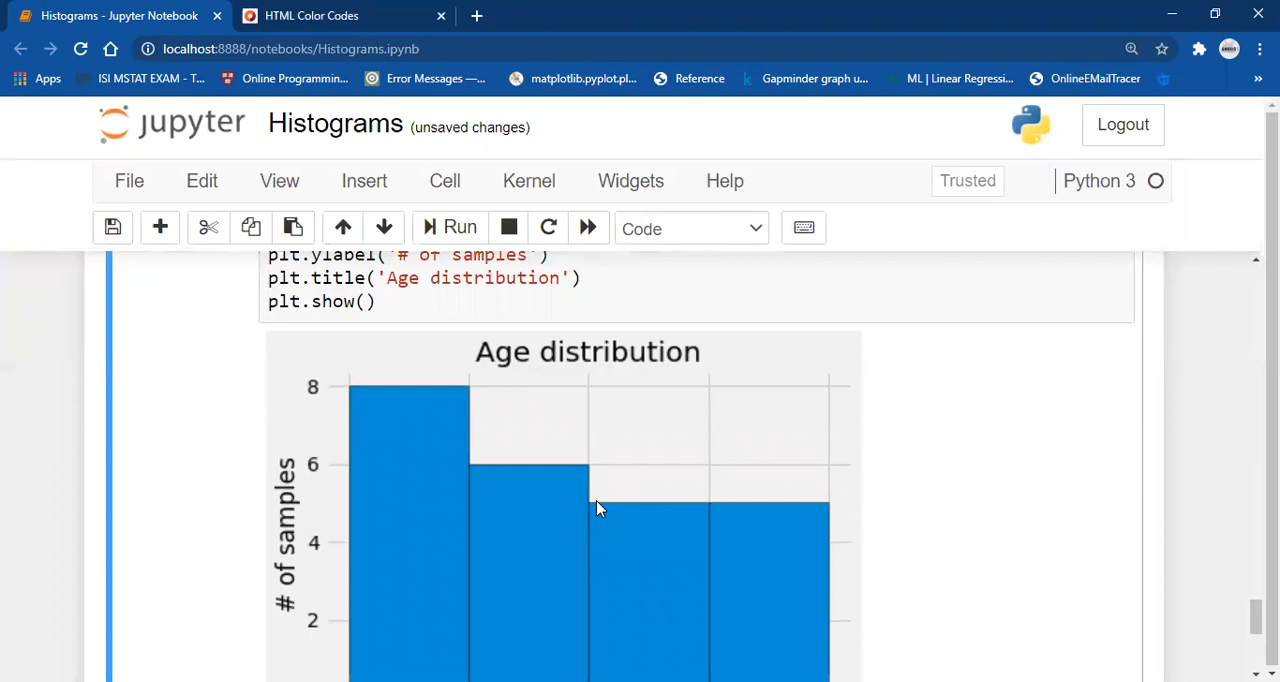 Histograms - Jupyter Notebook
HTML Color Codes
localhost:8888/notebooks/Histograms.ipynb
Apps
ISI MSTAT EXAM - T...
Online Programmin...
Error Messages —...
matplotlib.pyplot.pl...
Reference
Gapminder graph u...
ML | Linear Regressi...
OnlineEMailTracer
»
jupyter Histograms (unsaved changes)
Logout
File Edit View Insert Cell Kernel Widgets Help
Trusted
Python 3
Run
Code
plt.ylabel('# of samples')
plt.title('Age distribution')
plt.show()
Age distribution
8
6
4
2
# of samples